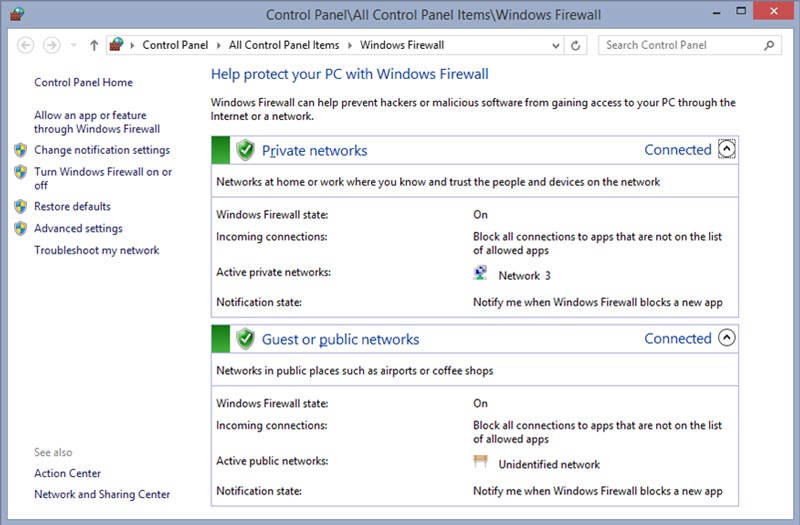 Control Panel\All Control Panel Items\Windows Firewall
Control Panel
All Control Panel Items
Windows Firewall
Search Control Panel
Control Panel Home
Allow an app or feature
through Windows Firewall
Change notification settings
Turn Windows Firewall on or
off
Restore defaults
Advanced settings
Troubleshoot my network
See also
Action Center
Network and Sharing Center
Help protect your PC with Windows Firewall
Windows Firewall can help prevent hackers or malicious software from gaining access to your PC through the
Internet or a network.
Private networks Connected
Networks at home or work where you know and trust the people and devices on the network
Windows Firewall state: On
Incoming connections: Block all connections to apps that are not on the list
of allowed apps
Active private networks: Network 3
Notification state: Notify me when Windows Firewall blocks a new app
Guest or public networks Connected
Networks in public places such as airports or coffee shops
Windows Firewall state: On
Incoming connections: Block all connections to apps that are not on the list
of allowed apps
Active public networks: Unidentified network
Notification state: Notify me when Windows Firewall blocks a new app